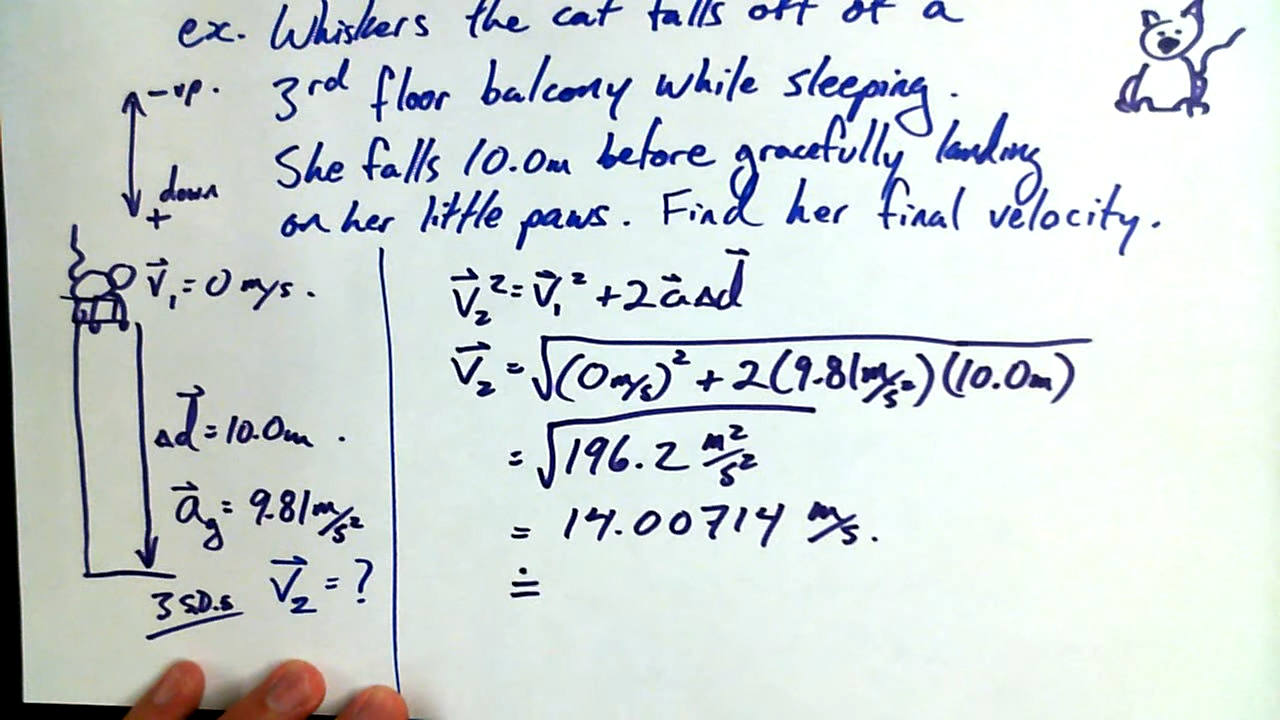 ex. Whiskers the cat falls off of a
3rd floor balcony while sleeping.
She falls 10.0m before gracefully landing
on her little paws. Find her final velocity.
-up.
down
+
V⃗₁ = 0 m/s.
Δd⃗ = 10.0m.
a⃗g = 9.81 m/s²
V⃗₂ = ?
3 S.D.s
V⃗₂² = V⃗₁² + 2a⃗Δd⃗
V⃗₂ = √((0 m/s)² + 2(9.81 m/s²)(10.0m))
= √(196.2 m²/s²)
= 14.00714 m/s.
≐